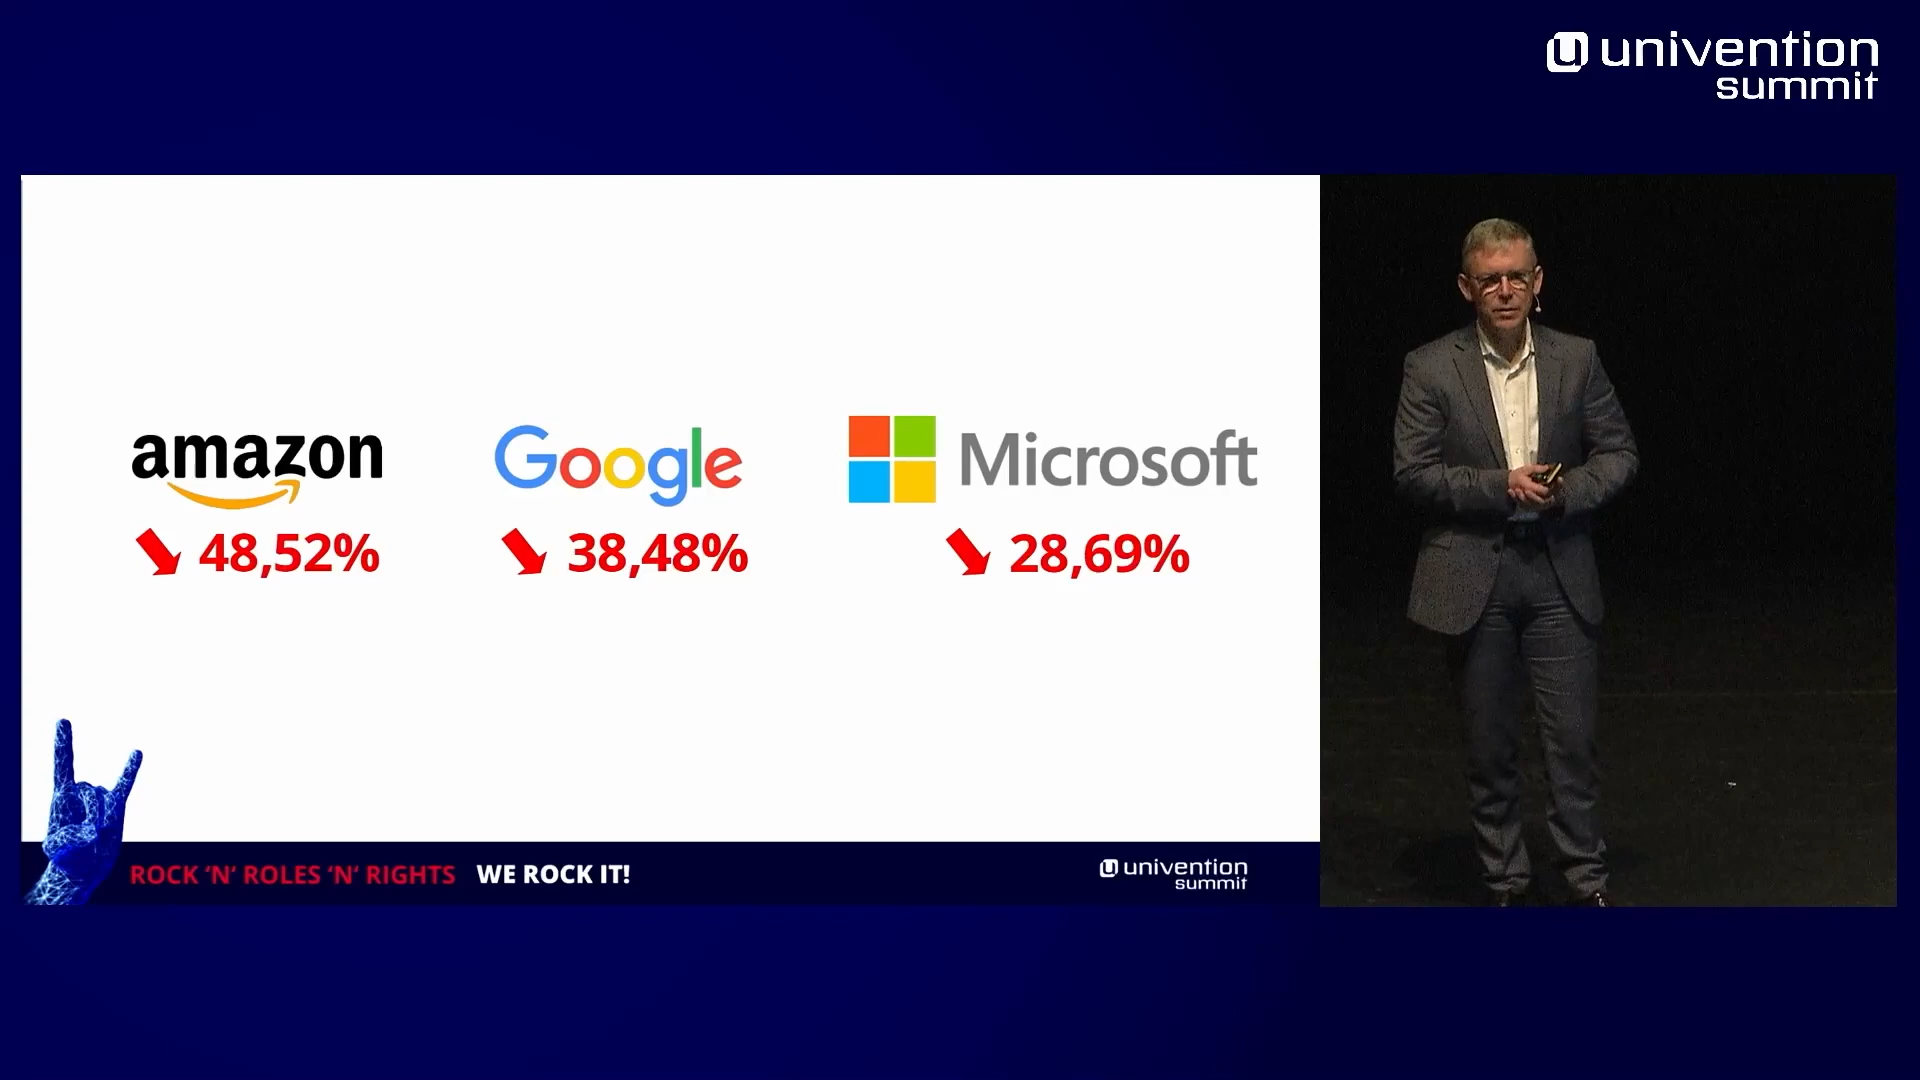 univention
summit
amazon
Google
Microsoft
48,52%
38,48%
28,69%
ROCK ‘N‘ ROLES ‘N‘ RIGHTS WE ROCK IT!
univention
summit